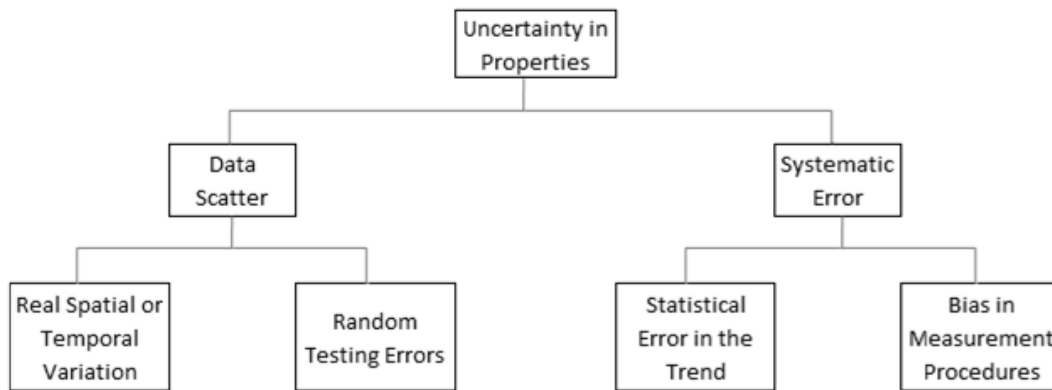 Uncertainty in
Properties
Data
Scatter
Systematic
Error
Real Spatial or
Temporal
Variation
Random
Testing Errors
Statistical
Error in the
Trend
Bias in
Measurement
Procedures